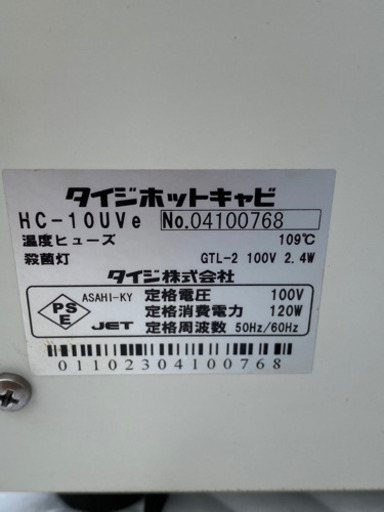 タイジホットキャビ
HC-10UVe No.04100768
温度ヒューズ 109℃
殺菌灯 GTL-2 100V 2.4W
タイジ株式会社
PS
E
ASAHI-KY
JET
定格電圧 100V
定格消費電力 120W
定格周波数 50Hz/60Hz
01102304100768